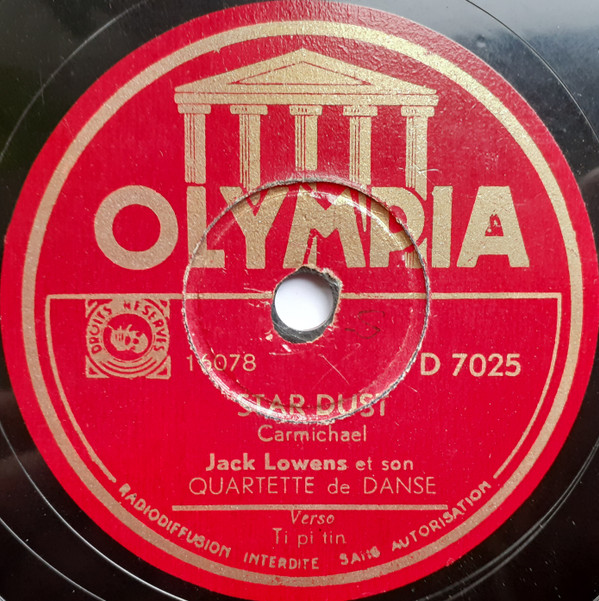 OLYMPIA
DROITS RÉSERVÉS
16078
D 7025
STAR DUST
Carmichael
Jack Lowens et son
QUARTETTE de DANSE
Verso
Ti pi tin
RADIODIFFUSION INTERDITE SANS AUTORISATION